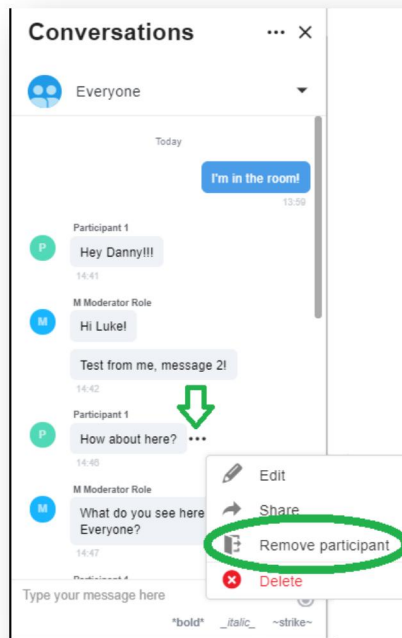 Conversations
Everyone
Today
I'm in the room!
13:59
Participant 1
P
Hey Danny!!!
14:41
M Moderator Role
M
Hi Luke!
Test from me, message 2!
14:42
Participant 1
P
How about here?
14:46
Edit
M Moderator Role
M
What do you see here
Share
Everyone?
Remove participant
14:47
Participant 1
Delete
Type your message here
*bold* _italic_ ~strike~